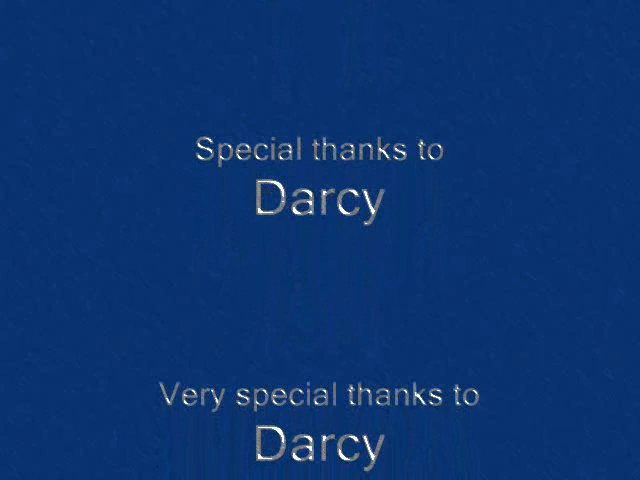 Special thanks to
Darcy
Very special thanks to
Darcy